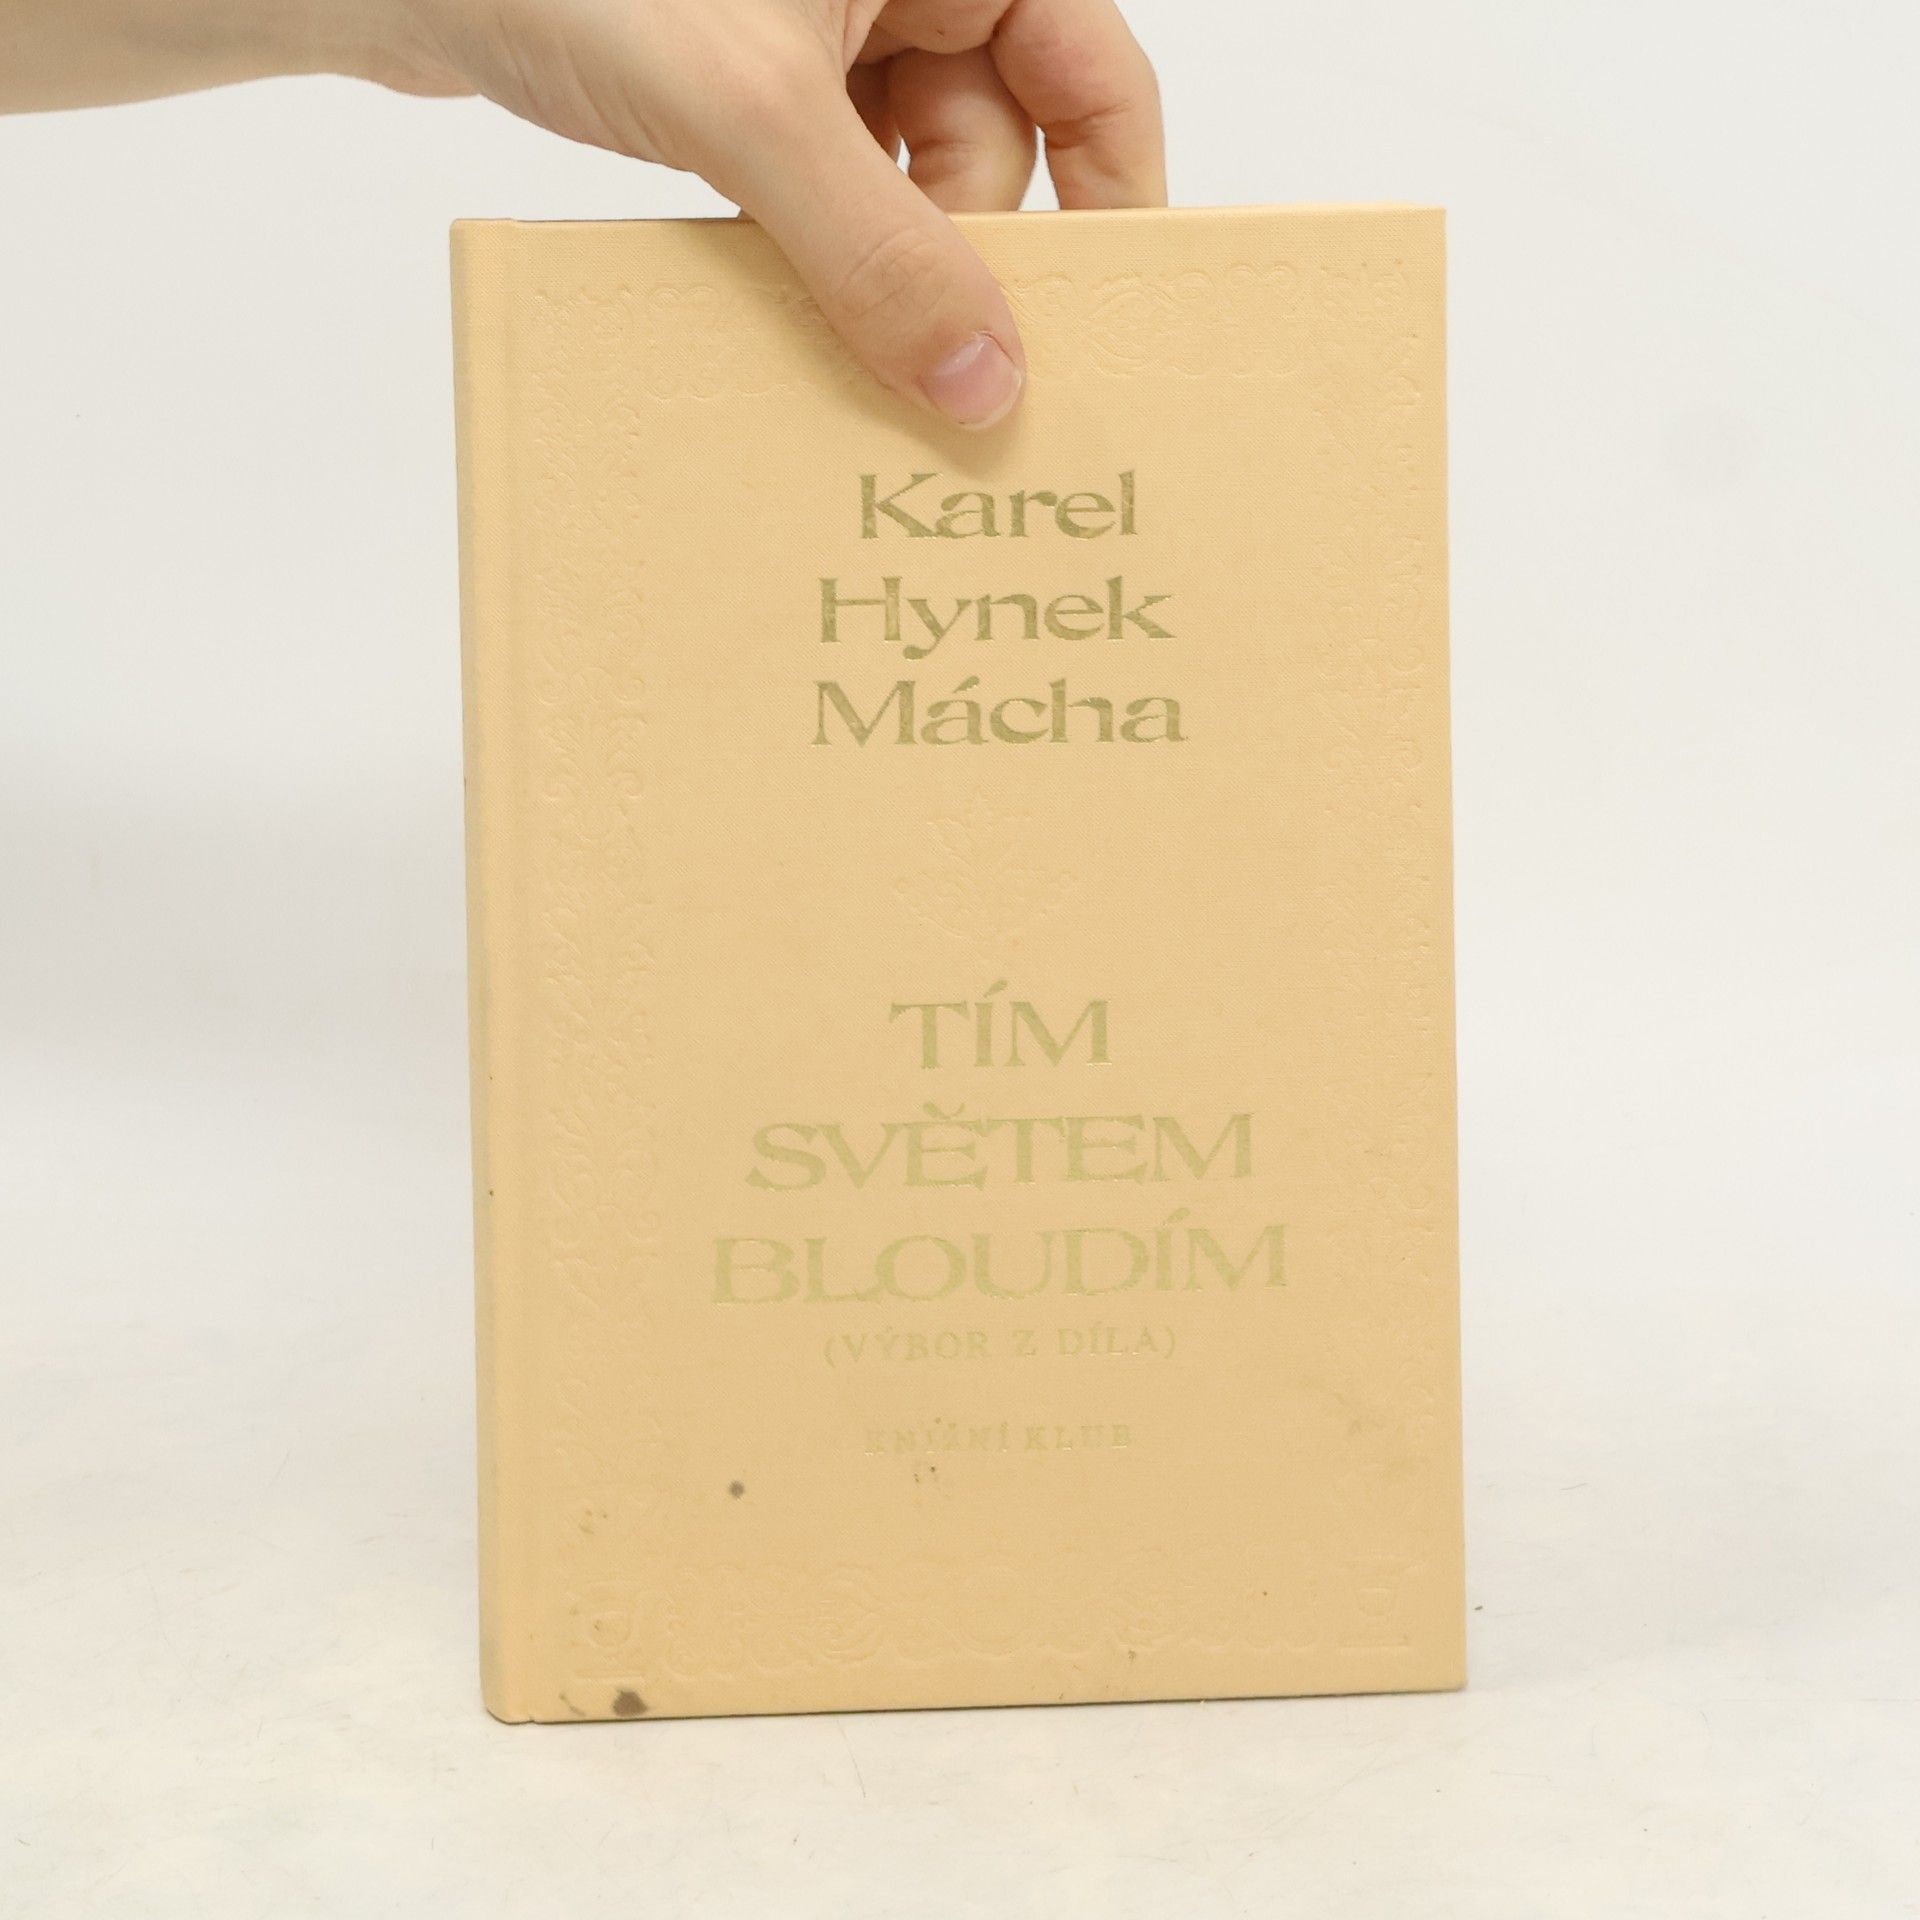 Karel
Hynek
Mácha
TÍM
SVĚTEM
BLOUDÍM
(VÝBOR Z DÍLA)
KNIŽNÍ KLUB